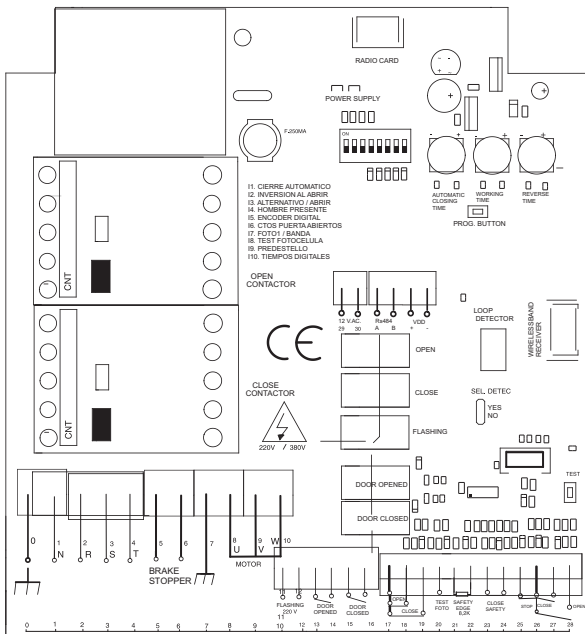 RADIO CARD
POWER SUPPLY
F.250MA
ON
AUTOMATIC
CLOSING
TIME
WORKING
TIME
REVERSE
TIME
PROG. BUTTON
I1. CIERRE AUTOMATICO
I2. INVERSION AL ABRIR
I3. ALTERNATIVO / ABRIR
I4. HOMBRE PRESENTE
I5. ENCODER DIGITAL
I6. CTOS PUERTA ABIERTOS
I7. FOTO1 / BANDA
I8. TEST FOTOCELULA
I9. PREDESTELLO
I10. TIEMPOS DIGITALES
CNT
OPEN
CONTACTOR
12 V.AC. Rs484 VDD
29 30 A B + -
LOOP
DETECTOR
WIRELESSBAND
RECEIVER
OPEN
CLOSE
FLASHING
DOOR OPENED
DOOR CLOSED
CE
CLOSE
CONTACTOR
CNT
220V / 380V
SEL. DETEC
YES
NO
TEST
0 1 2 3 4 5 6 7 8 9 10
N R S T U V W
BRAKE
STOPPER
MOTOR
11 12
FLASHING
220 V
DOOR
OPENED
DOOR
CLOSED
OPEN
CLOSE
TEST
FOTO
SAFETY
EDGE
8,2K
CLOSE
SAFETY
STOP
CLOSE
OPEN
11
0 1 2 3 4 5 6 7 8 9 10 12 13 14 15 16 17 18 19 20 21 22 23 24 25 26 27 28